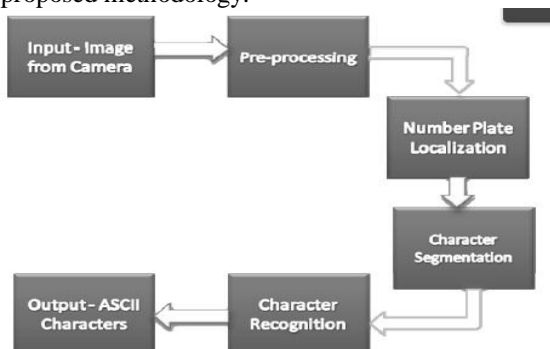 proposed methodology.
Input - Image
from Camera
Pre-processing
Number Plate
Localization
Character
Segmentation
Character
Recognition
Output - ASCII
Characters